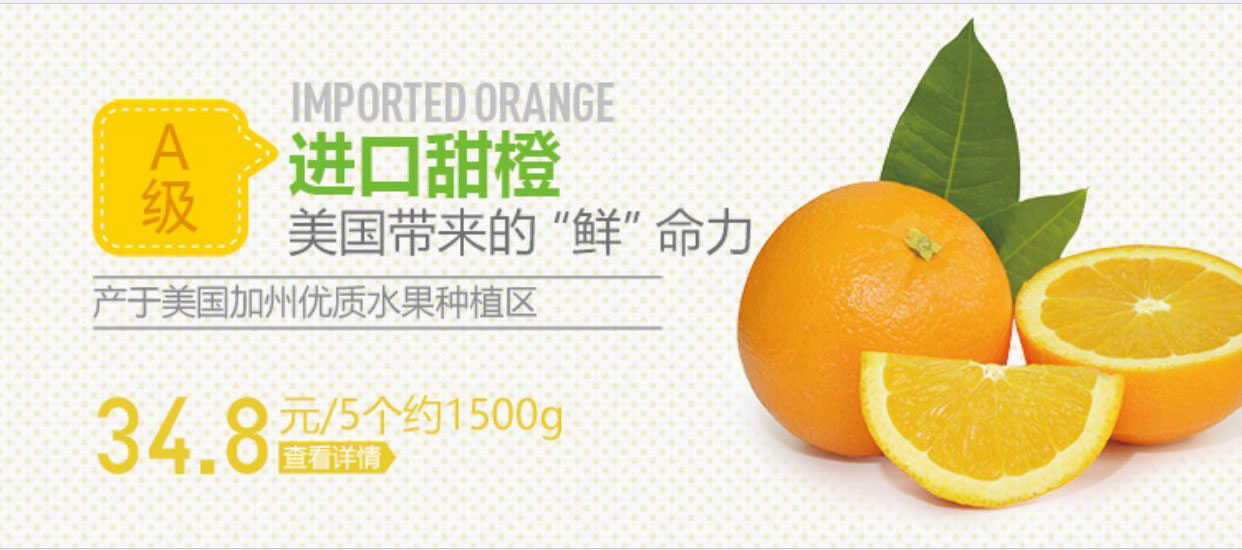 IMPORTED ORANGE
A
级
进口甜橙
美国带来的“鲜”命力
产于美国加州优质水果种植区
34.8元/5个约1500g
查看详情